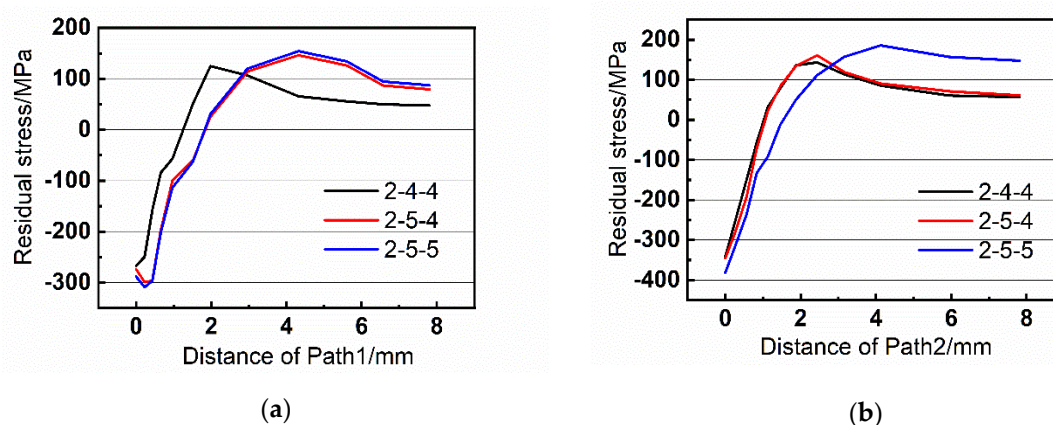 200
100
0
-100
-200
-300
Residual stress/MPa
2-4-4
2-5-4
2-5-5
0 2 4 6 8
Distance of Path1/mm
(a)
200
100
0
-100
-200
-300
-400
Residual stress/MPa
2-4-4
2-5-4
2-5-5
0 2 4 6 8
Distance of Path2/mm
(b)